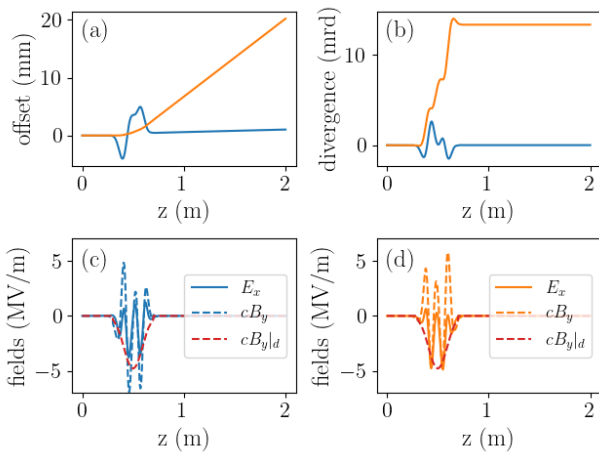 (a)
offset (mm)
20
10
0
0
1
2
z (m)
(b)
divergence (mrd)
10
0
0
1
2
z (m)
(c)
fields (MV/m)
5
0
−5
E_x
cB_y
cB_y|_d
0
1
2
z (m)
(d)
fields (MV/m)
5
0
−5
E_x
cB_y
cB_y|_d
0
1
2
z (m)